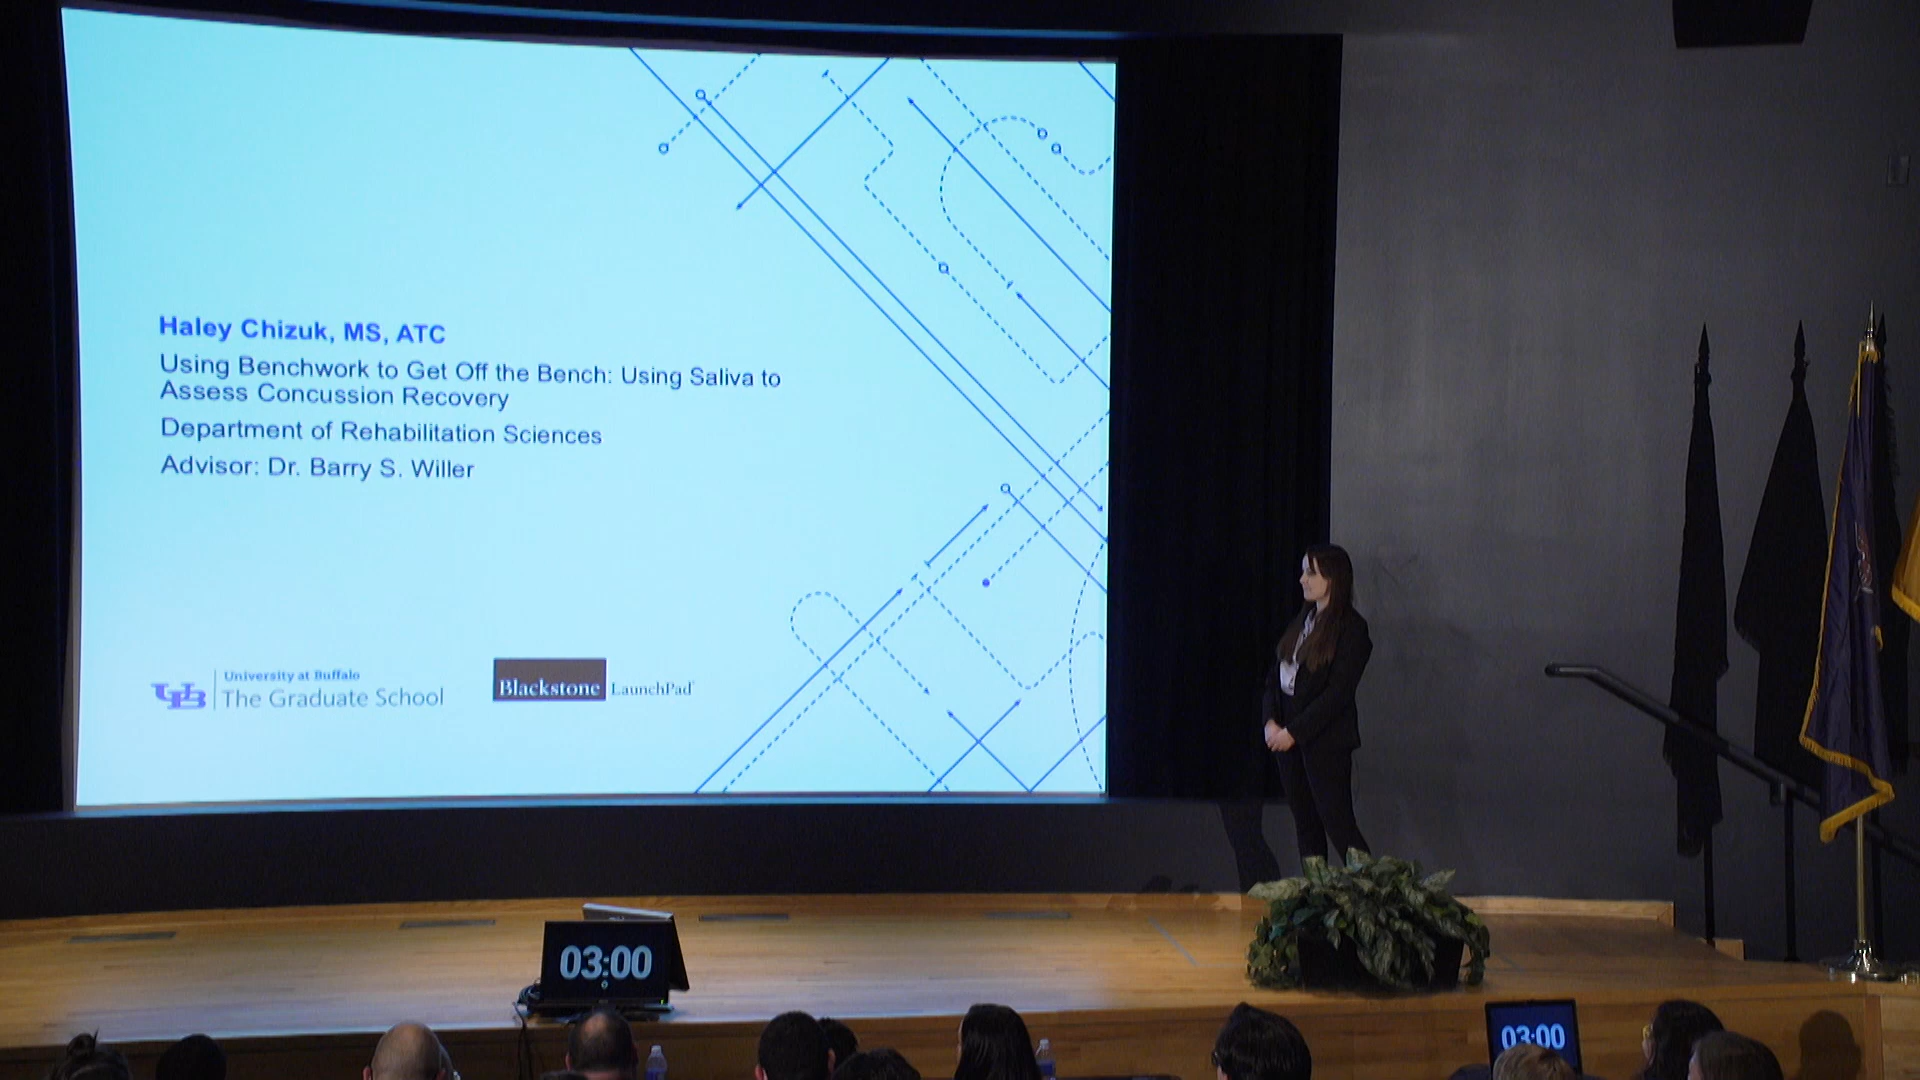 Haley Chizuk, MS, ATC
Using Benchwork to Get Off the Bench: Using Saliva to
Assess Concussion Recovery
Department of Rehabilitation Sciences
Advisor: Dr. Barry S. Willer
UB
University at Buffalo
The Graduate School
Blackstone LaunchPad
03:00
03:00